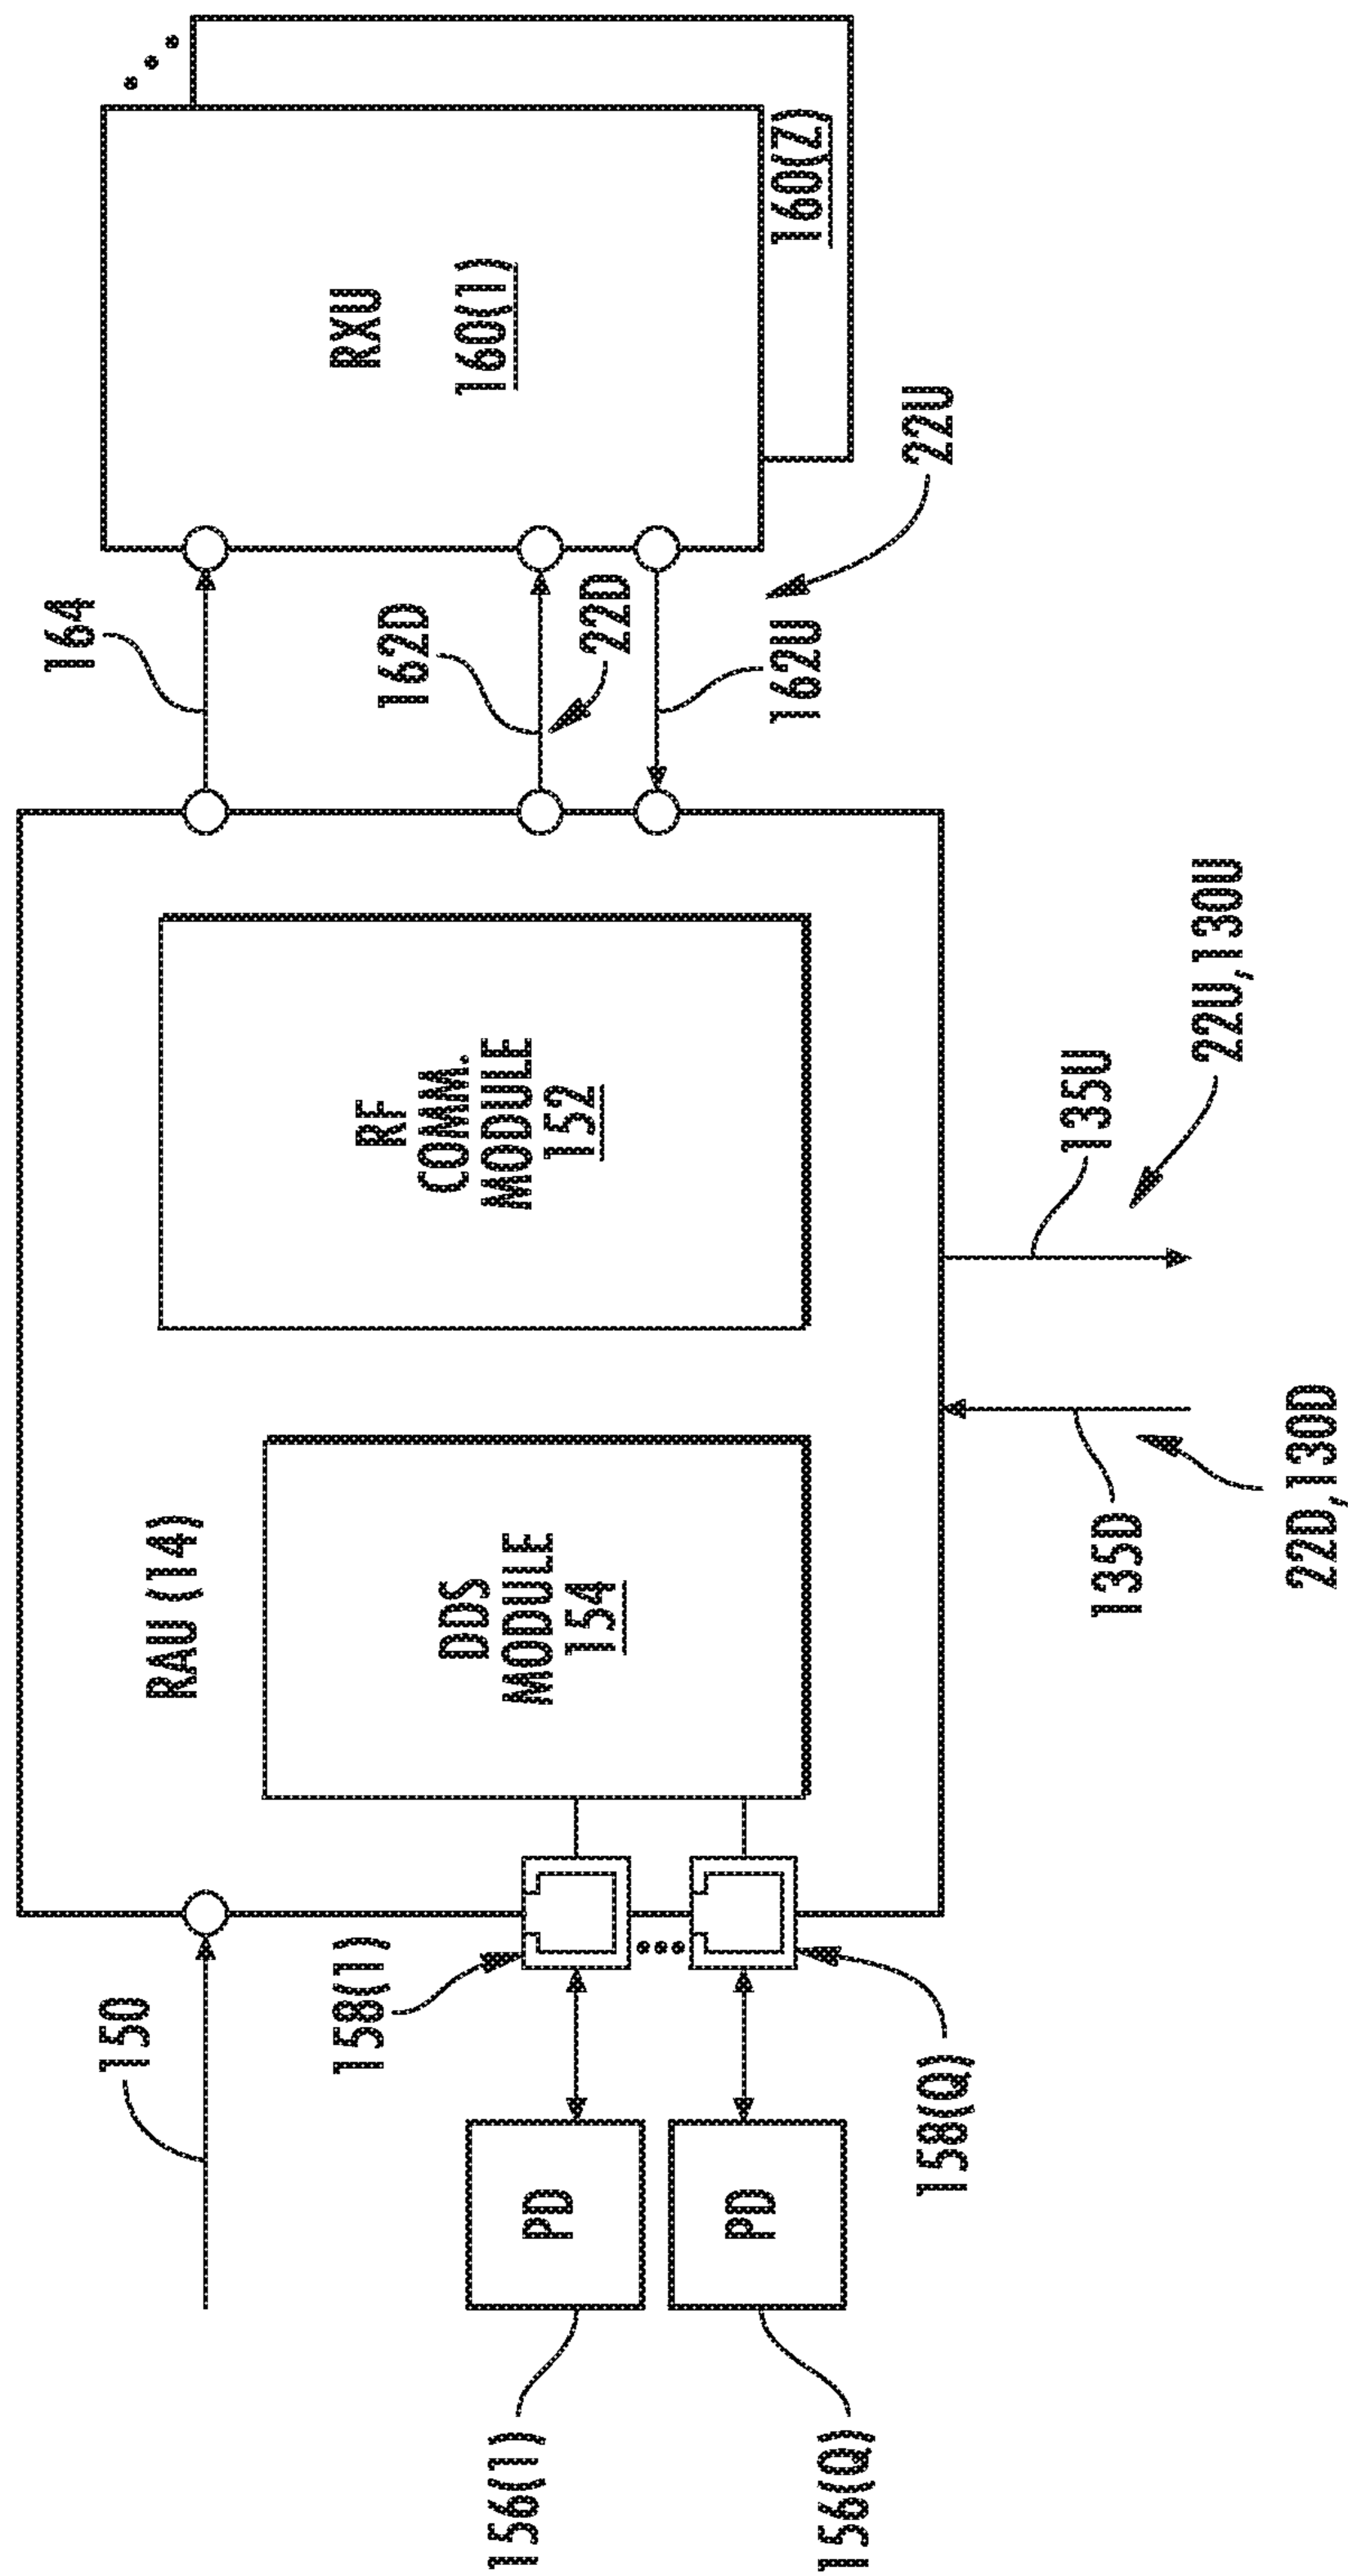 164
162D
22D
162U
22U
RXU
160(1)
160(Z)
150
RAU (14)
DDS
MODULE
154
RF
COMM.
MODULE
152
158(1)
158(Q)
PD
PD
156(1)
156(Q)
135D
22D,130D
135U
22U,130U